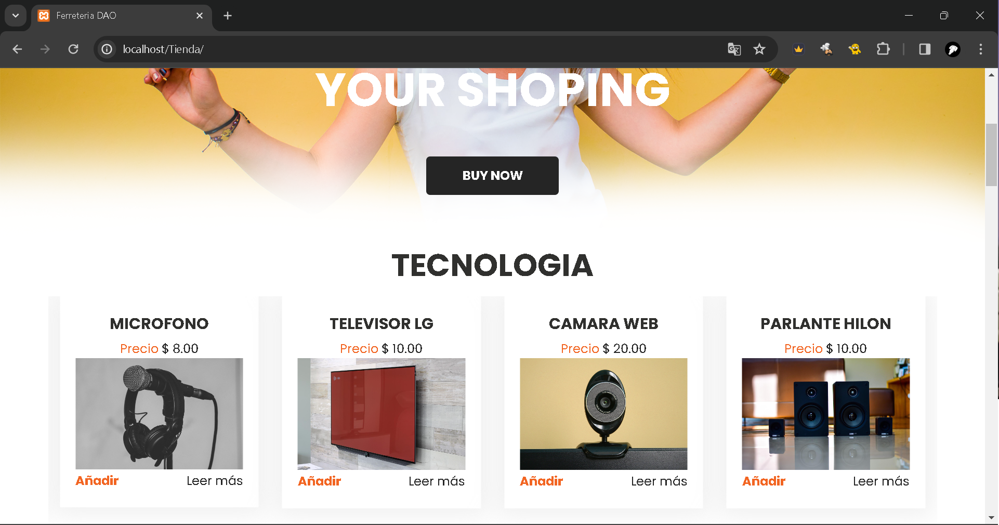 Ferreteria DAO
localhost/Tienda/
YOUR SHOPING
BUY NOW
TECNOLOGIA
MICROFONO
Precio $ 8.00
Añadir Leer más
TELEVISOR LG
Precio $ 10.00
Añadir Leer más
CAMARA WEB
Precio $ 20.00
Añadir Leer más
PARLANTE HILON
Precio $ 10.00
Añadir Leer más